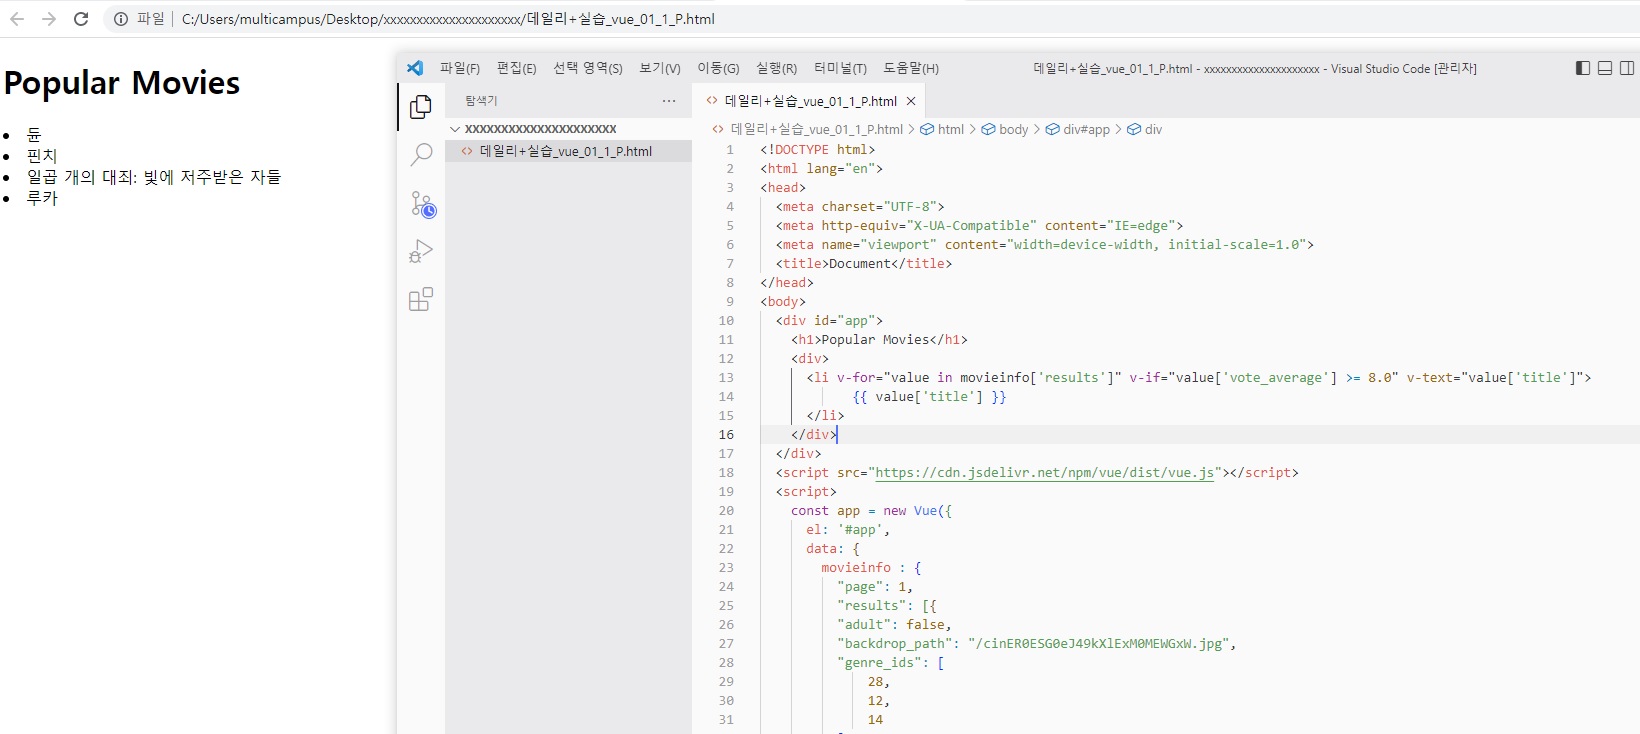 파일 C:/Users/multicampus/Desktop/xxxxxxxxxxxxxxxxxxxxx/데일리+실습_vue_01_1_P.html
Popular Movies
듄
핀치
일곱 개의 대죄: 빛에 저주받은 자들
루카
파일(F) 편집(E) 선택 영역(S) 보기(V) 이동(G) 실행(R) 터미널(T) 도움말(H) 데일리+실습_vue_01_1_P.html - xxxxxxxxxxxxxxxxxxxxx - Visual Studio Code [관리자]
탐색기 ···
XXXXXXXXXXXXXXXXXXXXX
<> 데일리+실습_vue_01_1_P.html
<> 데일리+실습_vue_01_1_P.html ×
<> 데일리+실습_vue_01_1_P.html > html > body > div#app > div
1 <!DOCTYPE html>
2 <html lang="en">
3 <head>
4 <meta charset="UTF-8">
5 <meta http-equiv="X-UA-Compatible" content="IE=edge">
6 <meta name="viewport" content="width=device-width, initial-scale=1.0">
7 <title>Document</title>
8 </head>
9 <body>
10 <div id="app">
11 <h1>Popular Movies</h1>
12 <div>
13 <li v-for="value in movieinfo['results']" v-if="value['vote_average'] >= 8.0" v-text="value['title']">
14 {{ value['title'] }}
15 </li>
16 </div>
17 </div>
18 <script src="https://cdn.jsdelivr.net/npm/vue/dist/vue.js"></script>
19 <script>
20 const app = new Vue({
21 el: '#app',
22 data: {
23 movieinfo : {
24 "page": 1,
25 "results": [{
26 "adult": false,
27 "backdrop_path": "/cinER0ESG0eJ49kXlExM0MEWGxW.jpg",
28 "genre_ids": [
29 28,
30 12,
31 14